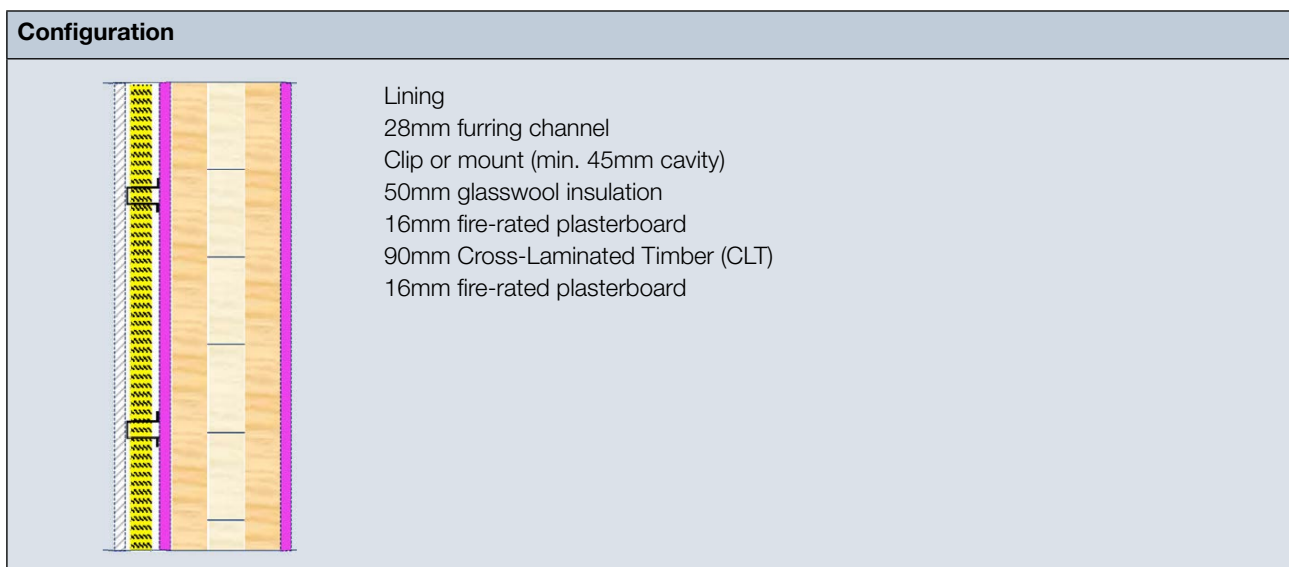 Configuration
Lining
28mm furring channel
Clip or mount (min. 45mm cavity)
50mm glasswool insulation
16mm fire-rated plasterboard
90mm Cross-Laminated Timber (CLT)
16mm fire-rated plasterboard